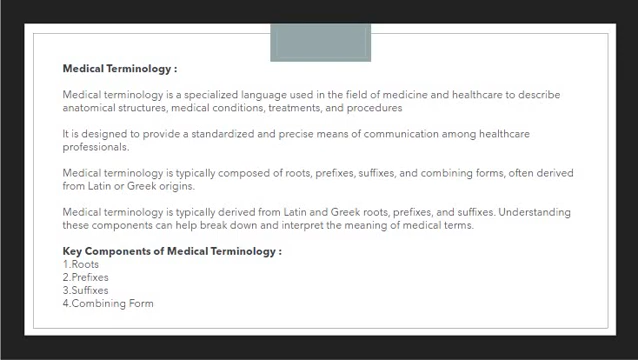 Medical Terminology :
Medical terminology is a specialized language used in the field of medicine and healthcare to describe
anatomical structures, medical conditions, treatments, and procedures
It is designed to provide a standardized and precise means of communication among healthcare
professionals.
Medical terminology is typically composed of roots, prefixes, suffixes, and combining forms, often derived
from Latin or Greek origins.
Medical terminology is typically derived from Latin and Greek roots, prefixes, and suffixes. Understanding
these components can help break down and interpret the meaning of medical terms.
Key Components of Medical Terminology :
1.Roots
2.Prefixes
3.Suffixes
4.Combining Form